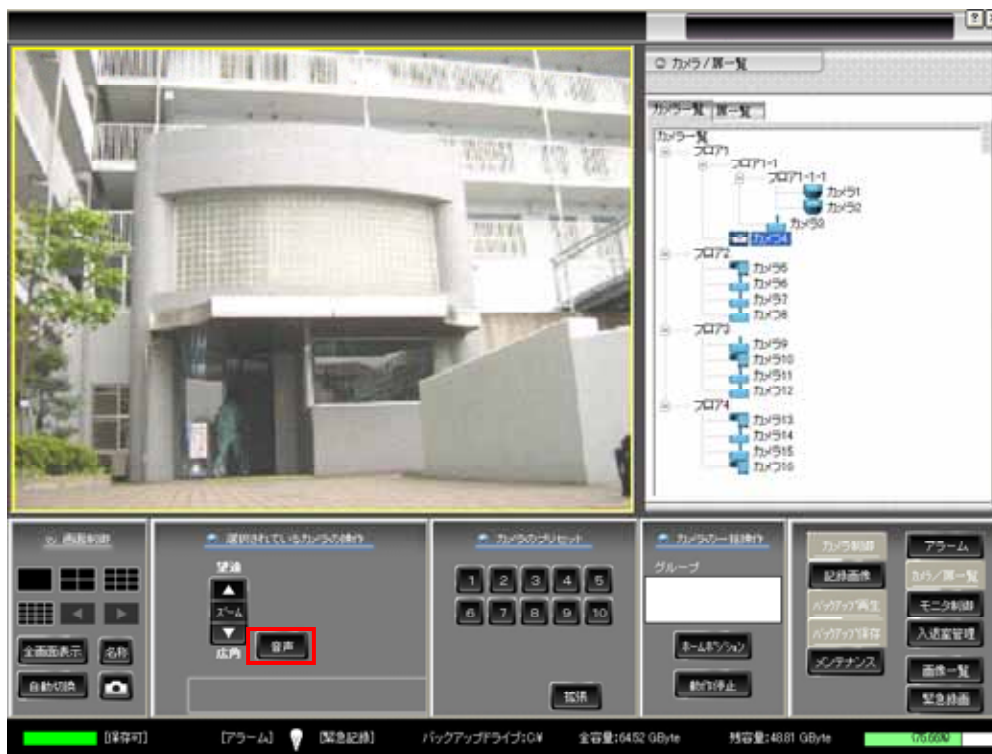 カメラ/扉一覧
カメラ一覧 扉一覧
カメラ一覧
フロア1
フロア1-1
フロア1-1-1
カメラ1
カメラ2
カメラ3
カメラ4
フロア2
カメラ5
カメラ6
カメラ7
カメラ8
フロア3
カメラ9
カメラ10
カメラ11
カメラ12
フロア4
カメラ13
カメラ14
カメラ15
カメラ16
画面制御
全画面表示 名称
自動切換
選択されているカメラの操作
望遠
ズーム
広角
音声
カメラのプリセット
1 2 3 4 5
6 7 8 9 10
拡張
カメラの一括操作
グループ
ホームポジション
動作停止
カメラ制御 アラーム
記録画像 カメラ/扉一覧
バックアップ再生 モニタ制御
バックアップ保存 入退室管理
メンテナンス 画像一覧
緊急録画
[保存可] [アラーム] [緊急記録] バックアップドライブ:G¥ 全容量:64.52 GByte 残容量:48.81 GByte